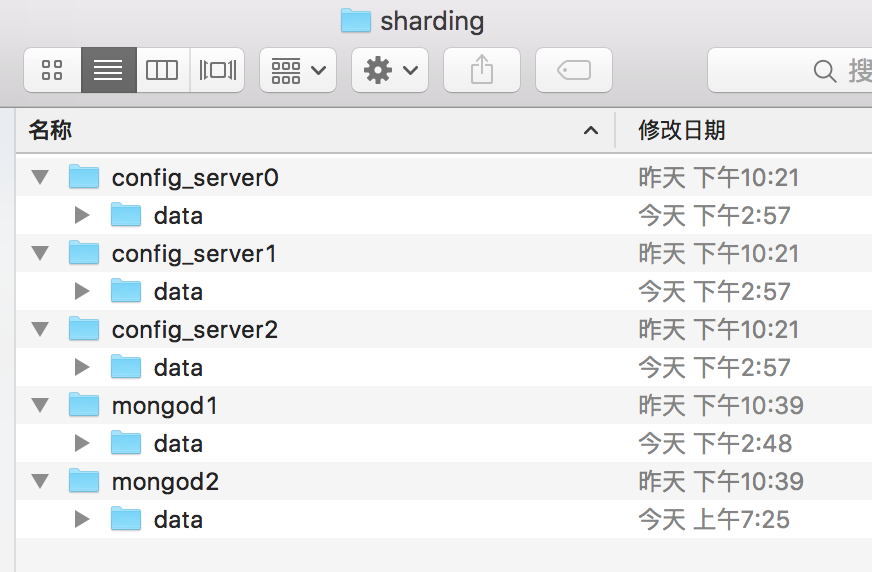 sharding
搜
名称 修改日期
config_server0 昨天 下午10:21
data 今天 下午2:57
config_server1 昨天 下午10:21
data 今天 下午2:57
config_server2 昨天 下午10:21
data 今天 下午2:57
mongod1 昨天 下午10:39
data 今天 下午2:48
mongod2 昨天 下午10:39
data 今天 上午7:25